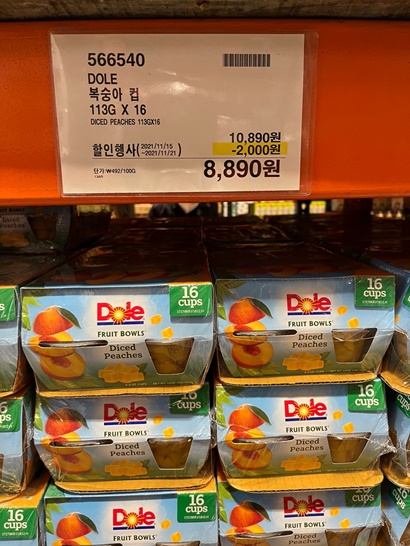 566540
DOLE
복숭아 컵
113G X 16
DICED PEACHES 113GX16
10,890원
할인행사(2021/11/15 ~2021/11/21)
-2,000원
8,890원
단가:₩492/100G
16 cups
Dole
FRUIT BOWLS
Diced Peaches
16 cups
Dole
FRUIT BOWLS
Diced Peaches
16 cups
Dole
FRUIT BOWLS
Diced Peaches
16 cups
Dole
FRUIT BOWLS
Diced Peaches
16 cups
16 cups
Dole
FRUIT BOWLS
16 cups
Dole
FRUIT BOWLS